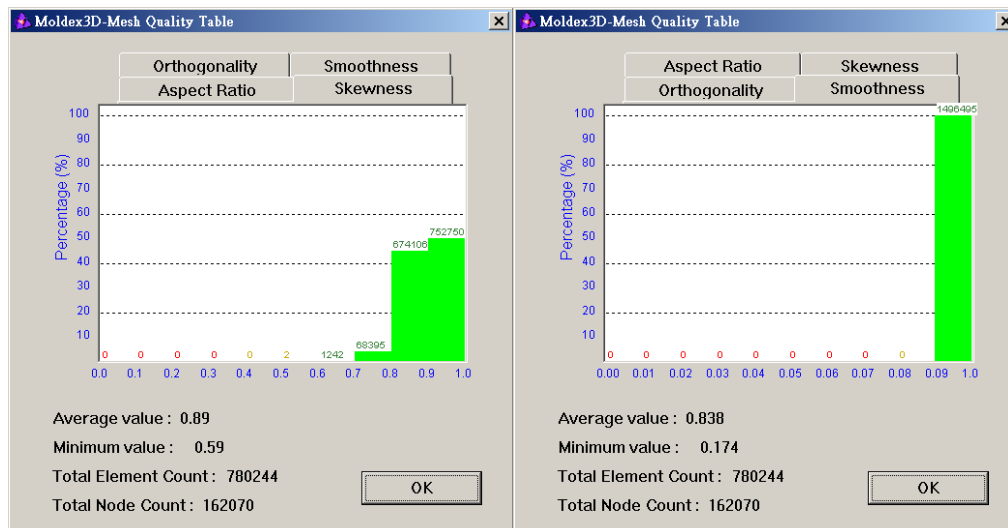 Moldex3D-Mesh Quality Table
Orthogonality Smoothness
Aspect Ratio Skewness
Percentage (%)
100
90
80
70
60
50
40
30
20
10
0 0 0 0 0 2 1242 68395 674106 752750
0.0 0.1 0.2 0.3 0.4 0.5 0.6 0.7 0.8 0.9 1.0
Average value : 0.89
Minimum value : 0.59
Total Element Count : 780244
Total Node Count : 162070
OK
Moldex3D-Mesh Quality Table
Aspect Ratio Skewness
Orthogonality Smoothness
Percentage (%)
100
90
80
70
60
50
40
30
20
10
0 0 0 0 0 0 0 0 0 1496495
0.00 0.01 0.02 0.03 0.04 0.05 0.06 0.07 0.08 0.09 1.0
Average value : 0.838
Minimum value : 0.174
Total Element Count : 780244
Total Node Count : 162070
OK